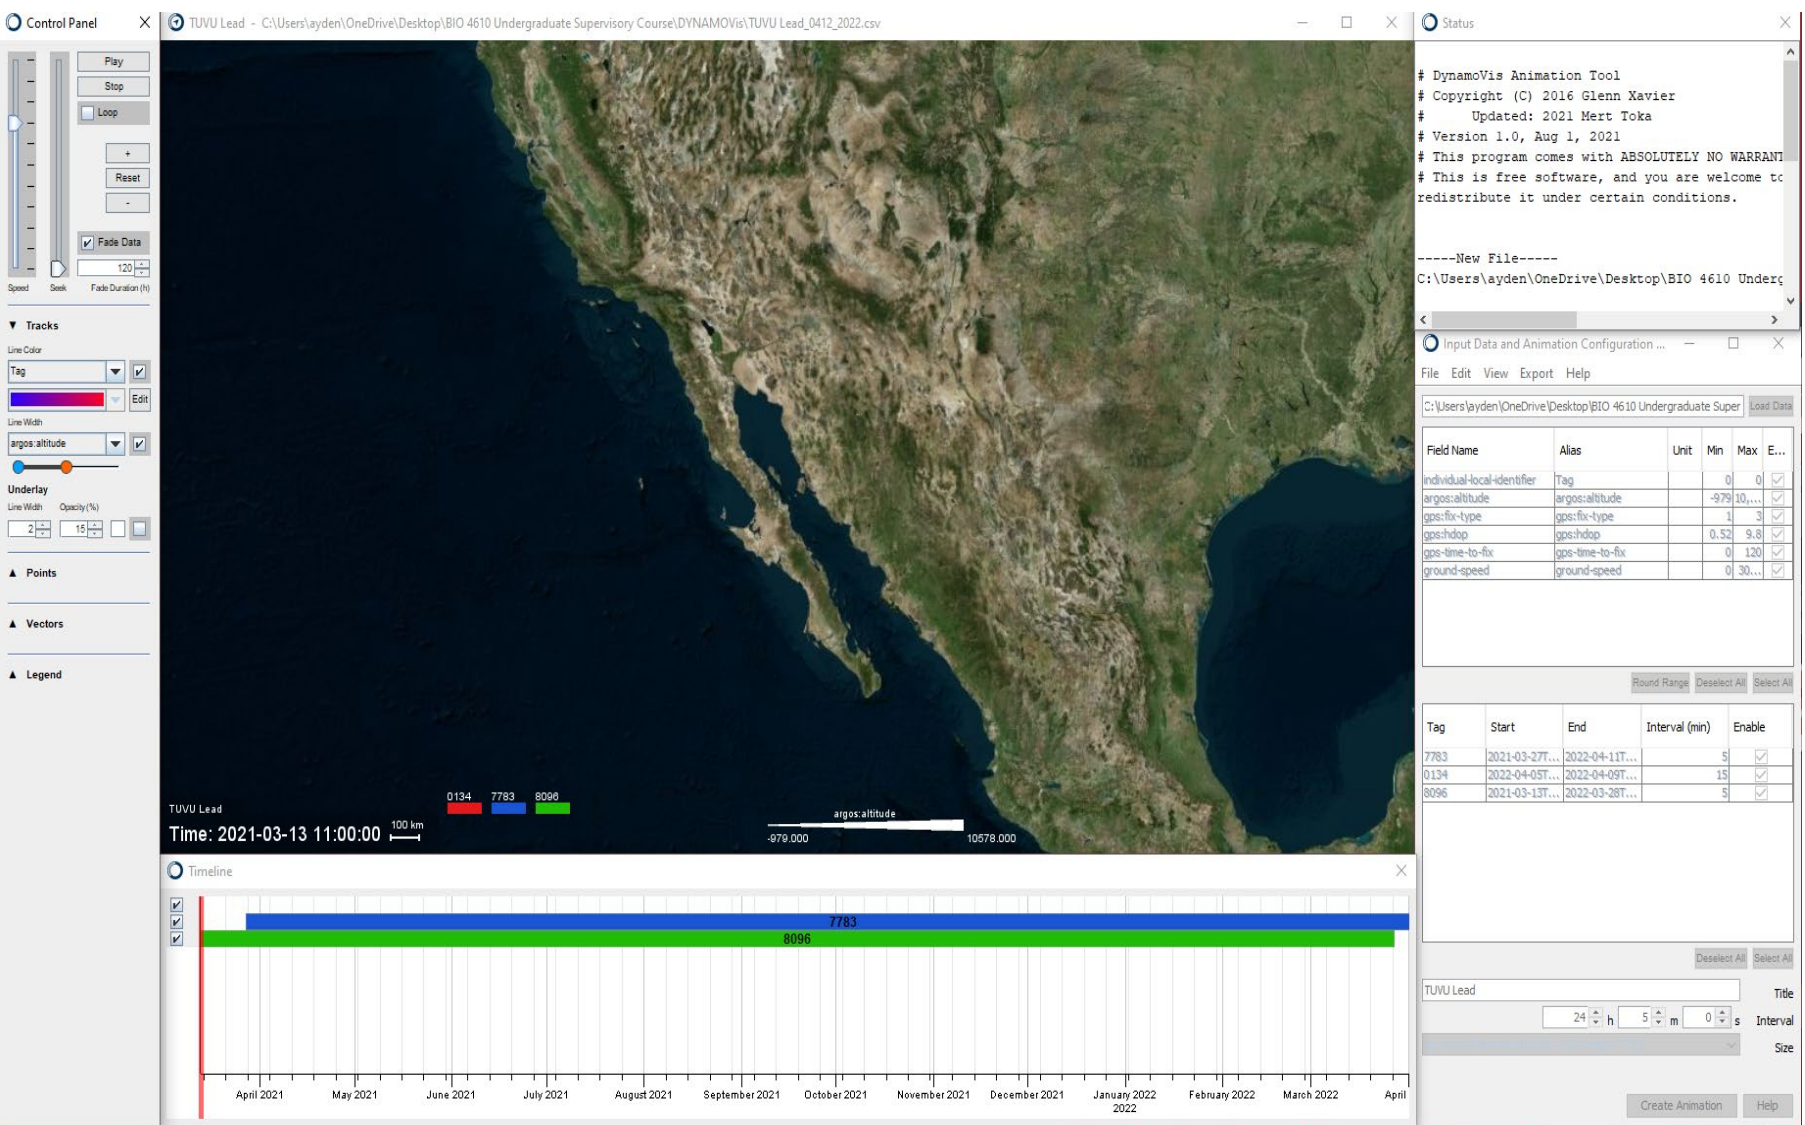 Control Panel X
Play
Stop
Loop
+
Reset
-
Fade Data
120
Speed Seek Fade Duration (h)
▼ Tracks
Line Color
Tag
Edit
Line Width
argos:altitude
Underlay
Line Width Opacity (%)
2 15
▲ Points
▲ Vectors
▲ Legend
TUVU Lead - C:\Users\ayden\OneDrive\Desktop\BIO 4610 Undergraduate Supervisory Course\DYNAMOVis\TUVU Lead_0412_2022.csv
0134 7783 8096
TUVU Lead
Time: 2021-03-13 11:00:00 100 km
argos:altitude
-979.000 10578.000
Timeline
7783
8096
April 2021 May 2021 June 2021 July 2021 August 2021 September 2021 October 2021 November 2021 December 2021 January 2022 February 2022 March 2022 April
2022
Status
# DynamoVis Animation Tool
# Copyright (C) 2016 Glenn Xavier
# Updated: 2021 Mert Toka
# Version 1.0, Aug 1, 2021
# This program comes with ABSOLUTELY NO WARRANT
# This is free software, and you are welcome to
redistribute it under certain conditions.
-----New File-----
C:\Users\ayden\OneDrive\Desktop\BIO 4610 Underg
Input Data and Animation Configuration ...
File Edit View Export Help
C:\Users\ayden\OneDrive\Desktop\BIO 4610 Undergraduate Super Load Data
Field Name Alias Unit Min Max E...
individual-local-identifier Tag 0 0
argos:altitude argos:altitude -979 10,...
gps:fix-type gps:fix-type 1 3
gps:hdop gps:hdop 0.52 9.8
gps-time-to-fix gps-time-to-fix 0 120
ground-speed ground-speed 0 30...
Round Range Deselect All Select All
Tag Start End Interval (min) Enable
7783 2021-03-27T... 2022-04-11T... 5
0134 2022-04-05T... 2022-04-09T... 15
8096 2021-03-13T... 2022-03-28T... 5
Deselect All Select All
TUVU Lead Title
24 h 5 m 0 s Interval
Size
Create Animation Help